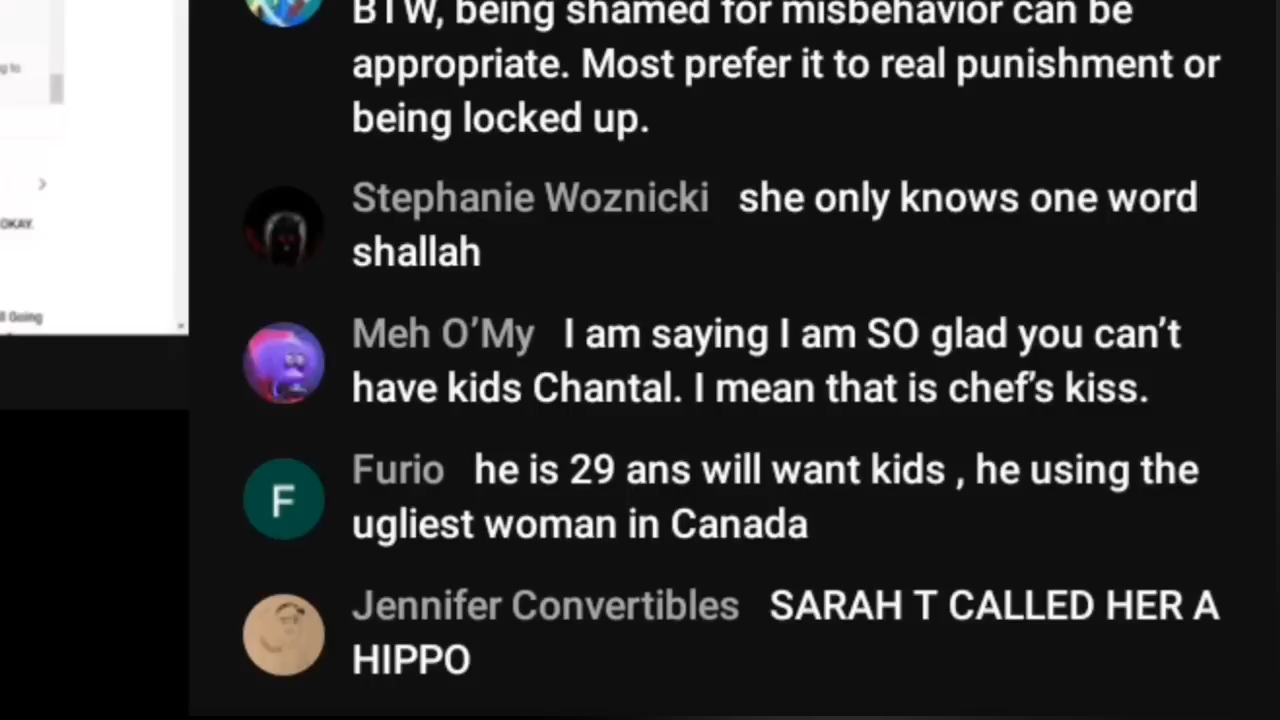 BTW, being shamed for misbehavior can be
appropriate. Most prefer it to real punishment or
being locked up.
Stephanie Woznicki she only knows one word
shallah
Meh O’My I am saying I am SO glad you can’t
have kids Chantal. I mean that is chef’s kiss.
Furio he is 29 ans will want kids , he using the
ugliest woman in Canada
F
Jennifer Convertibles SARAH T CALLED HER A
HIPPO
g to
OKAY.
Going